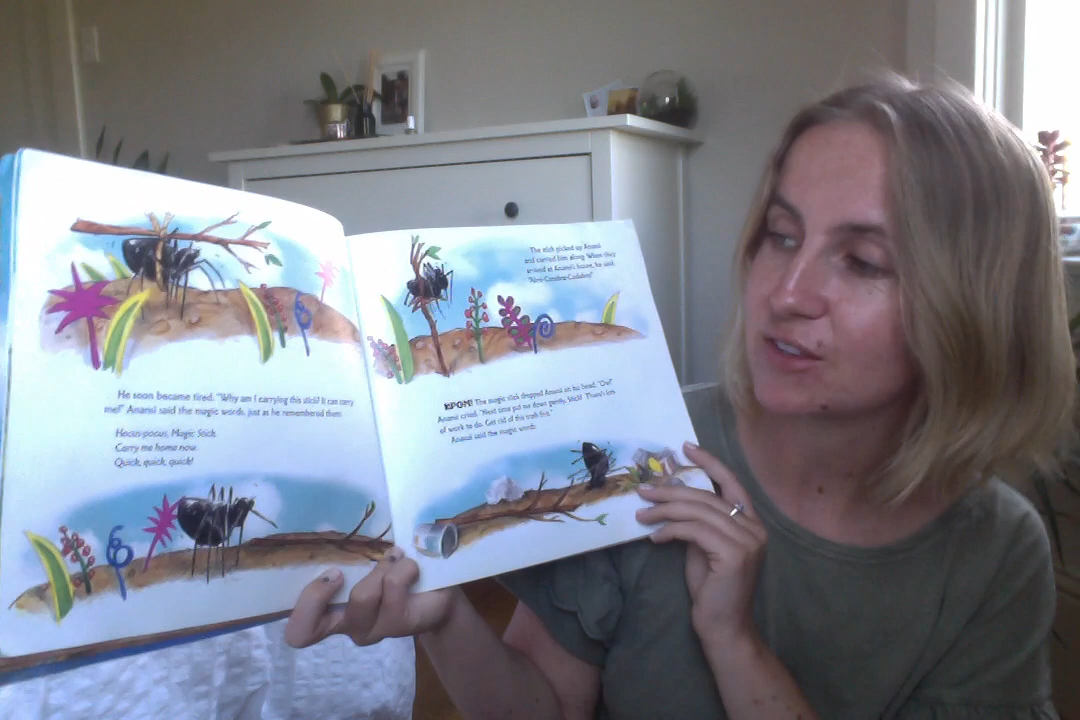 He soon became tired. "Why am I carrying this stick? It can carry
me!" Anansi said the magic words, just as he remembered them:
Hocus-pocus, Magic Stick,
Carry me home now.
Quick, quick, quick!
The stick picked up Anansi
and carried him along. When they
arrived at Anansi's house, he said,
The magic stick dropped Anansi on his head. "Ow!"
Anansi cried. "Next time put me down gently, Stick! There's lots
of work to do. Get rid of this trash first."
Anansi said the magic words: